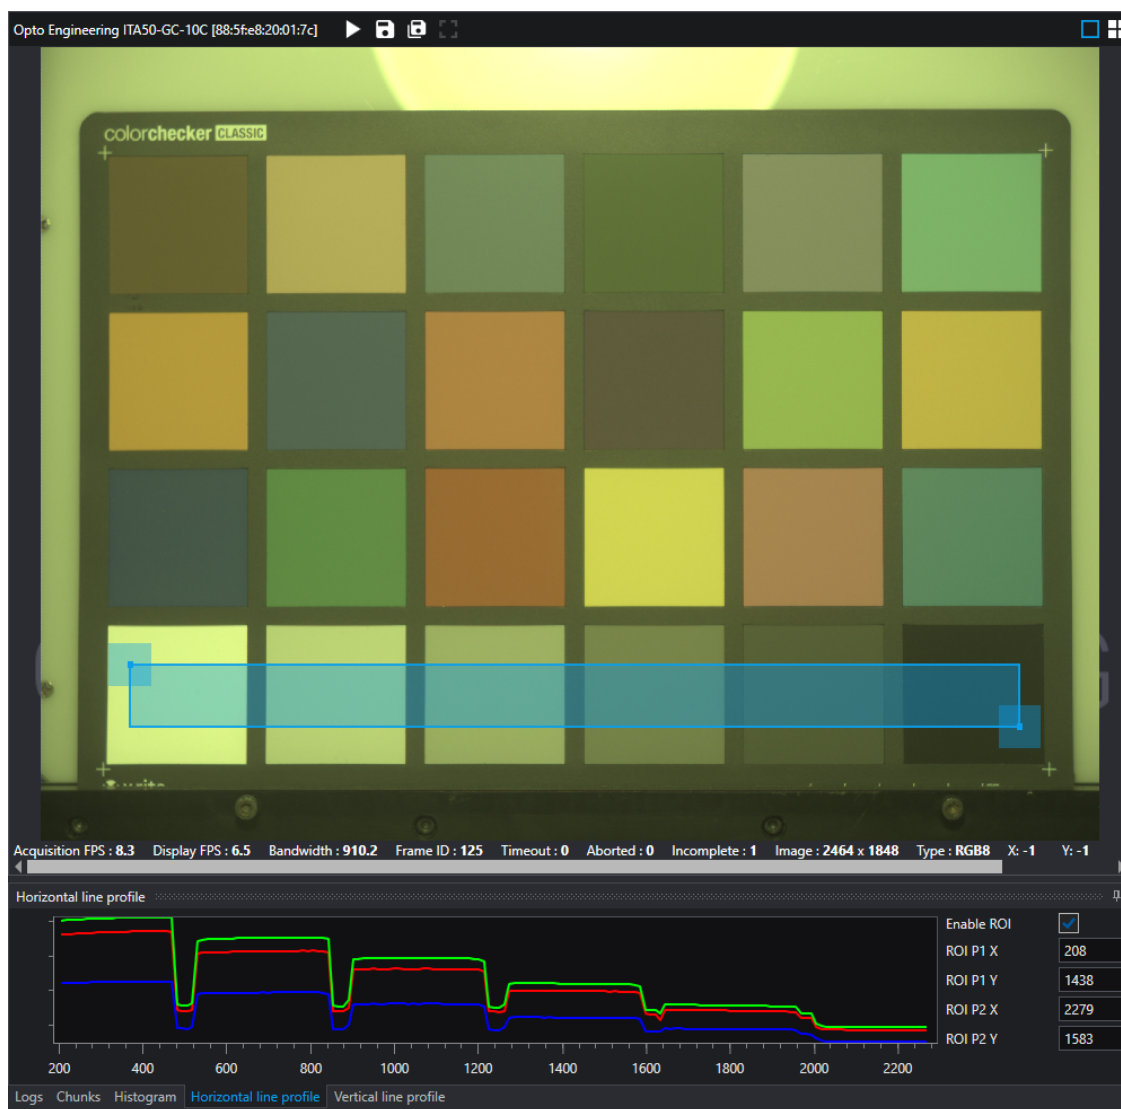 Opto Engineering ITA50-GC-10C [88:5f:e8:20:01:7c]
colorchecker CLASSIC
Acquisition FPS : 8.3 Display FPS : 6.5 Bandwidth : 910.2 Frame ID : 125 Timeout : 0 Aborted : 0 Incomplete : 1 Image : 2464 x 1848 Type : RGB8 X: -1 Y: -1
Horizontal line profile
Enable ROI
ROI P1 X 208
ROI P1 Y 1438
ROI P2 X 2279
ROI P2 Y 1583
200 400 600 800 1000 1200 1400 1600 1800 2000 2200
Logs Chunks Histogram Horizontal line profile Vertical line profile